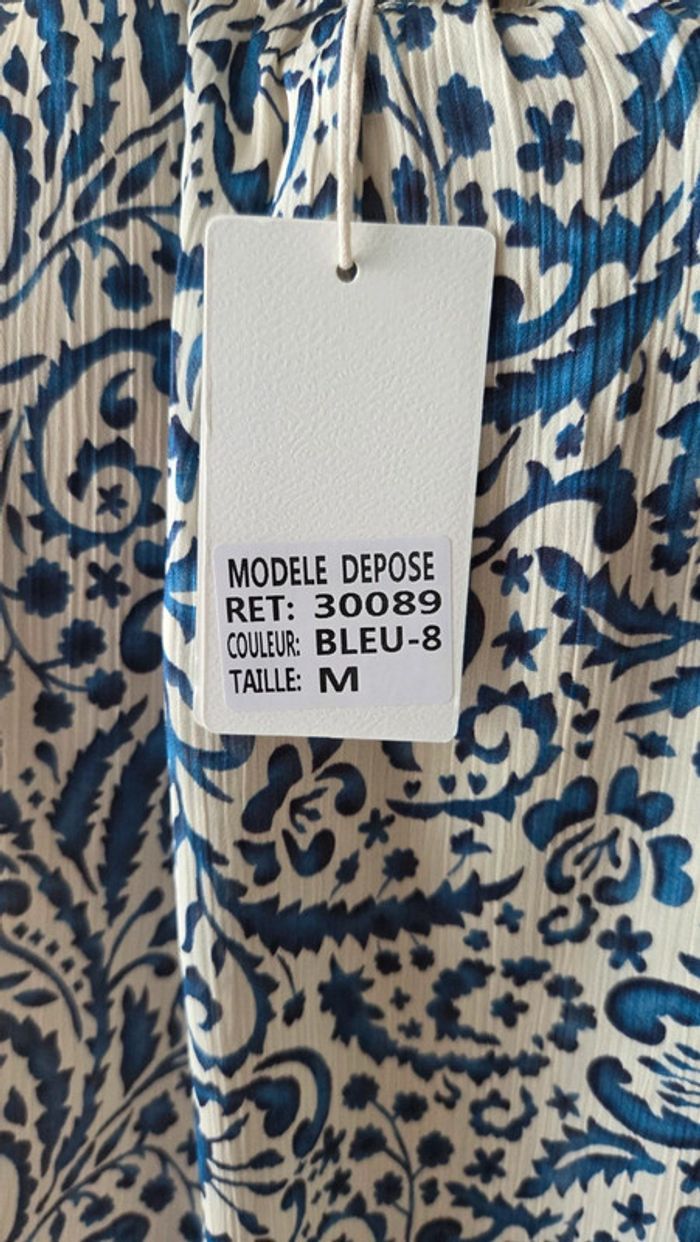 MODELE DEPOSE
RET: 30089
COULEUR: BLEU-8
TAILLE: M